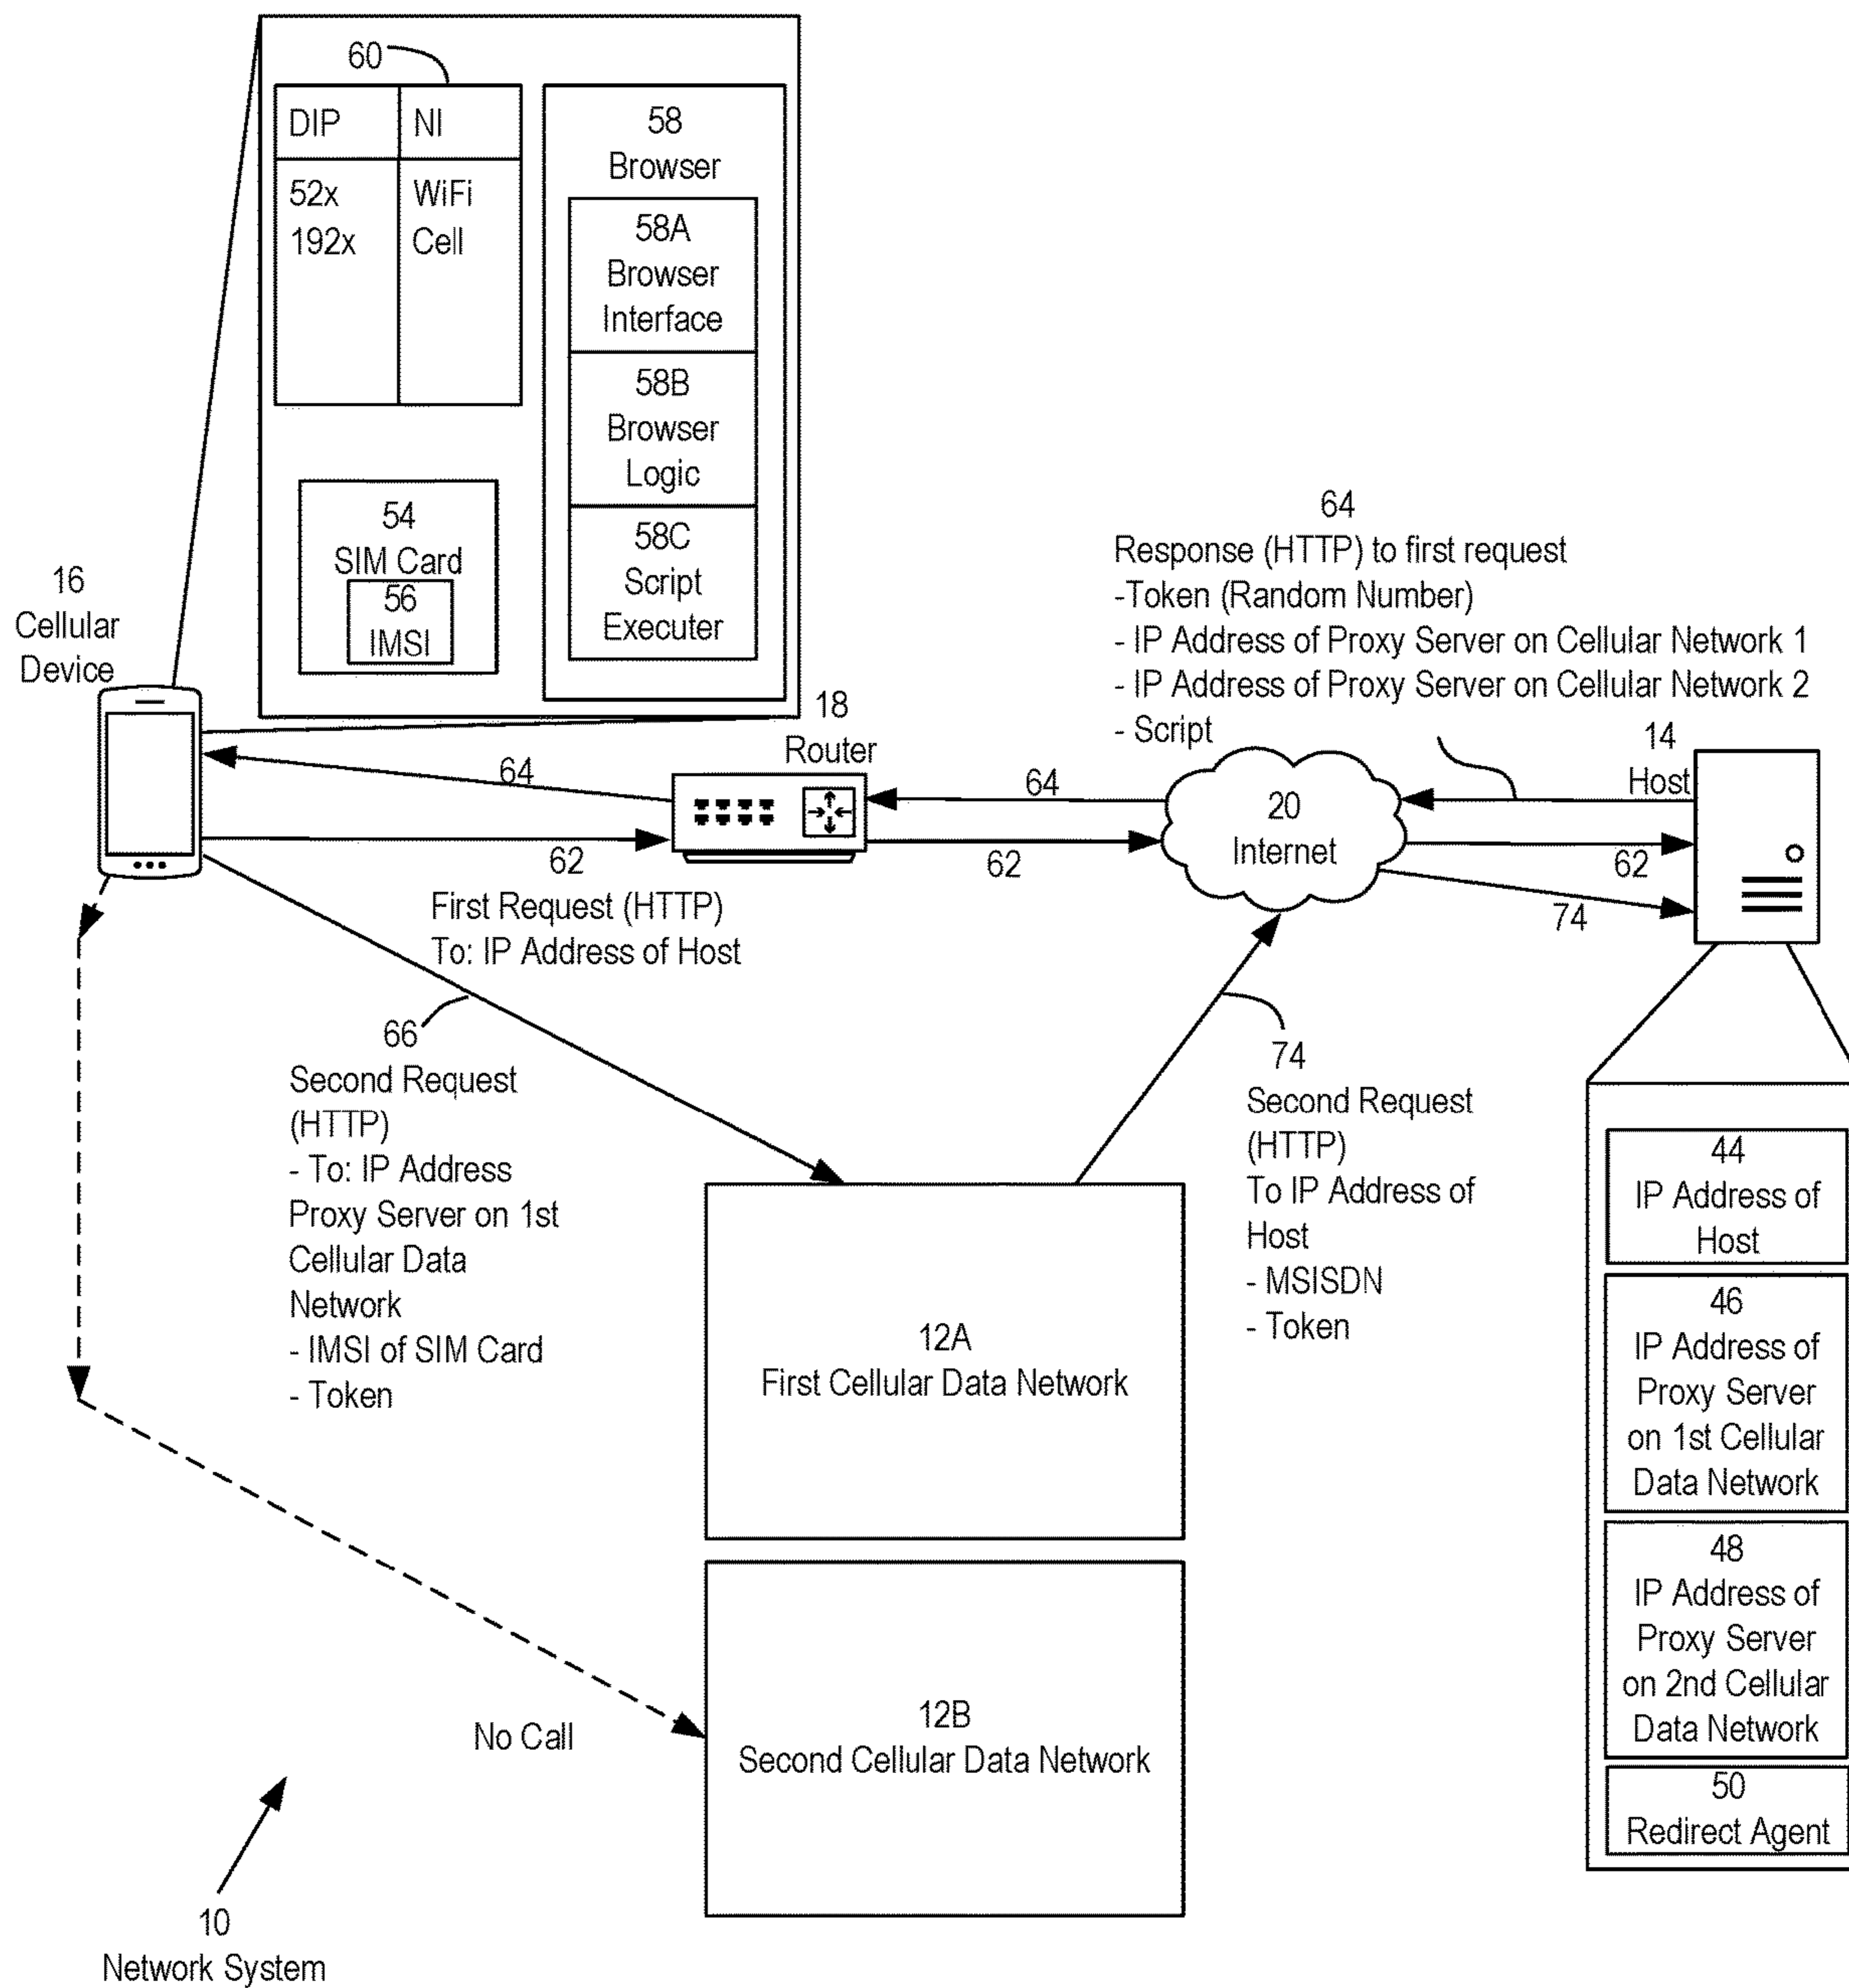 60
DIP
NI
52x
WiFi
192x
Cell
58
Browser
58A
Browser
Interface
58B
Browser
Logic
58C
Script
Executer
54
SIM Card
56
IMSI
16
Cellular
Device
64
Response (HTTP) to first request
-Token (Random Number)
- IP Address of Proxy Server on Cellular Network 1
- IP Address of Proxy Server on Cellular Network 2
- Script
18
Router
14
Host
64
64
20
Internet
62
62
62
74
First Request (HTTP)
To: IP Address of Host
66
Second Request
(HTTP)
- To: IP Address
Proxy Server on 1st
Cellular Data
Network
- IMSI of SIM Card
- Token
74
Second Request
(HTTP)
To IP Address of
Host
- MSISDN
- Token
12A
First Cellular Data Network
12B
Second Cellular Data Network
No Call
44
IP Address of
Host
46
IP Address of
Proxy Server
on 1st Cellular
Data Network
48
IP Address of
Proxy Server
on 2nd Cellular
Data Network
50
Redirect Agent
10
Network System